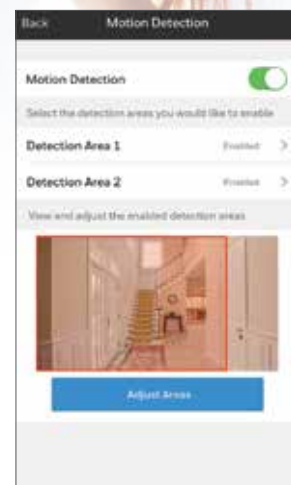 Back Motion Detection
Motion Detection
Select the detection areas you would like to enable
Detection Area 1 Enabled >
Detection Area 2 Enabled >
View and adjust the enabled detection areas
Adjust Areas